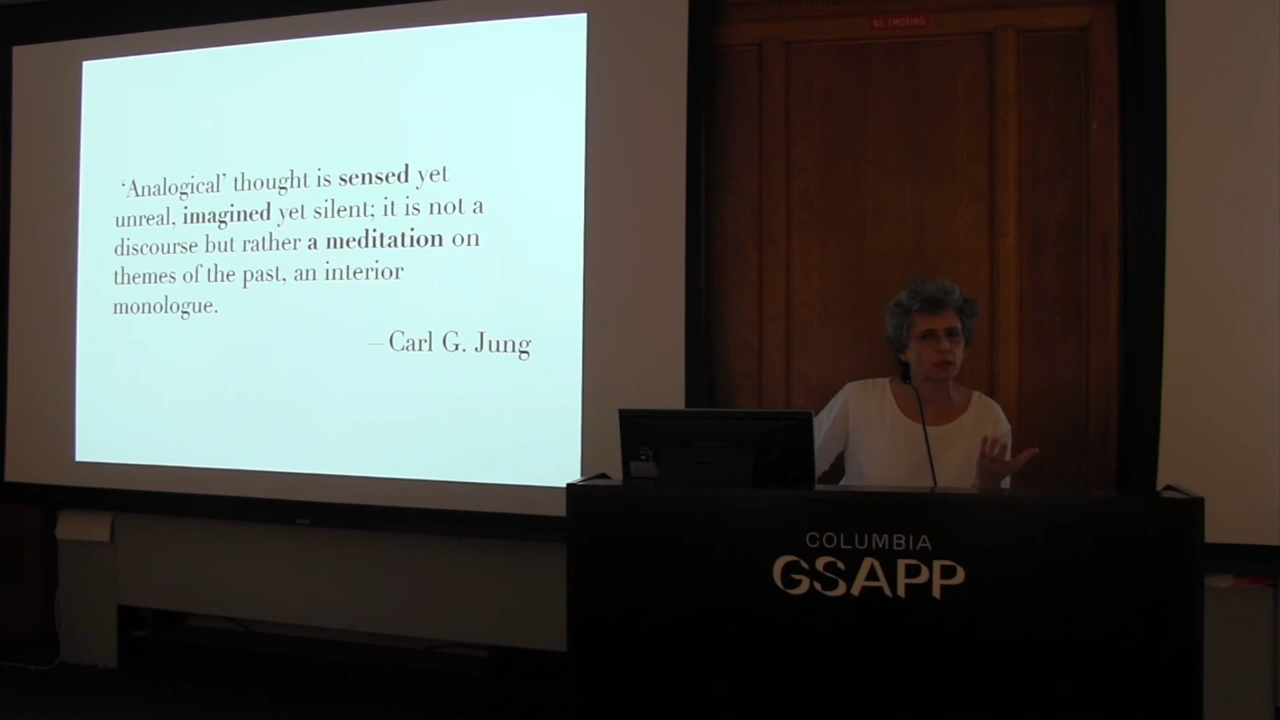 NO SMOKING
‘Analogical’ thought is sensed yet
unreal, imagined yet silent; it is not a
discourse but rather a meditation on
themes of the past, an interior
monologue.
—Carl G. Jung
COLUMBIA
GSAPP